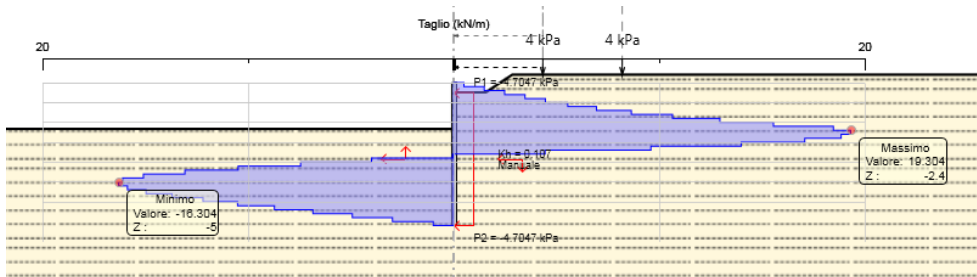 Taglio (kN/m)
20
20
4 kPa
4 kPa
P1 = -4.7047 kPa
Kh = 0.107
Manuale
Massimo
Valore: 19.304
Z : -2.4
Minimo
Valore: -16.304
Z : -5
P2 = -4.7047 kPa